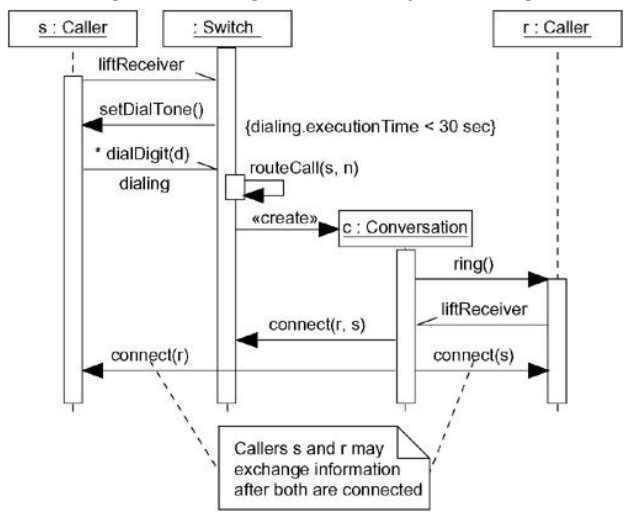 s : Caller
: Switch
r : Caller
liftReceiver
setDialTone()
{dialing.executionTime < 30 sec}
* dialDigit(d)
dialing
routeCall(s, n)
«create»
c : Conversation
ring()
liftReceiver
connect(r, s)
connect(r)
connect(s)
Callers s and r may
exchange information
after both are connected